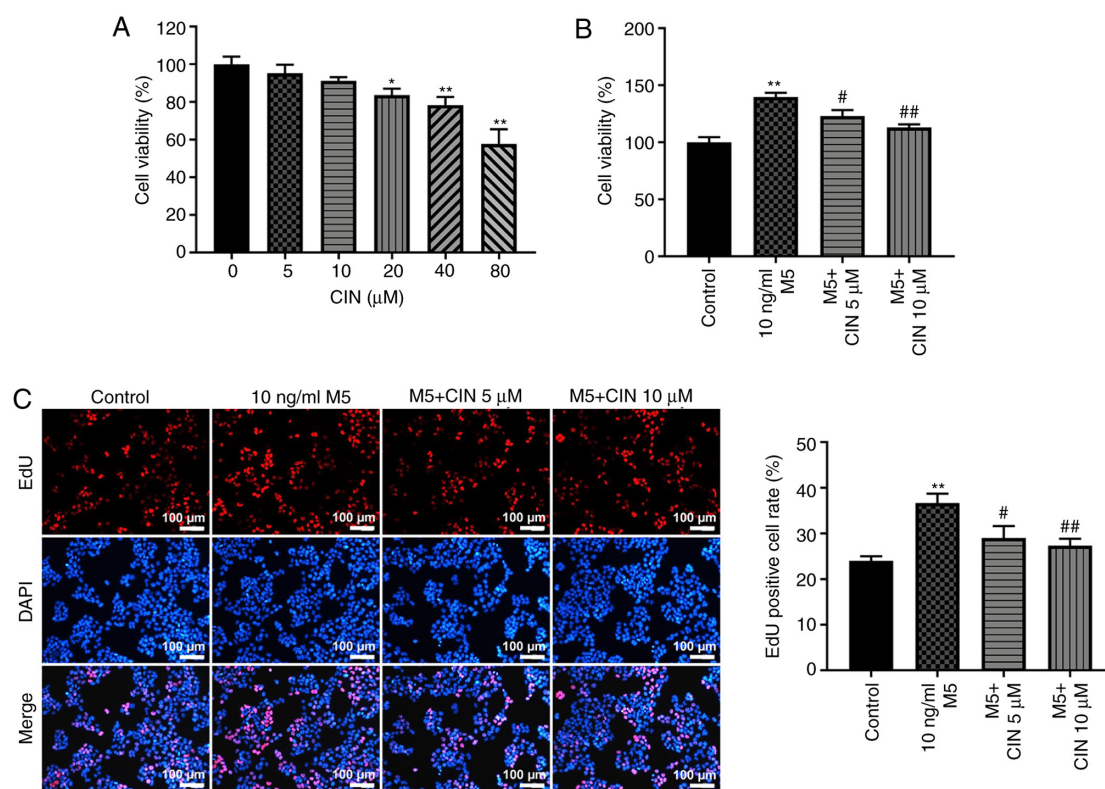 A
Cell viability (%)
120
100
80
60
40
20
0
*
**
**
0 5 10 20 40 80
CIN (µM)
B
Cell viability (%)
200
150
100
50
0
**
#
##
Control
10 ng/ml
M5
M5+
CIN 5 µM
M5+
CIN 10 µM
C
Control 10 ng/ml M5 M5+CIN 5 µM M5+CIN 10 µM
EdU
100 µm 100 µm 100 µm 100 µm
DAPI
100 µm 100 µm 100 µm 100 µm
Merge
100 µm 100 µm 100 µm 100 µm
EdU positive cell rate (%)
50
40
30
20
10
0
**
#
##
Control
10 ng/ml
M5
M5+
CIN 5 µM
M5+
CIN 10 µM